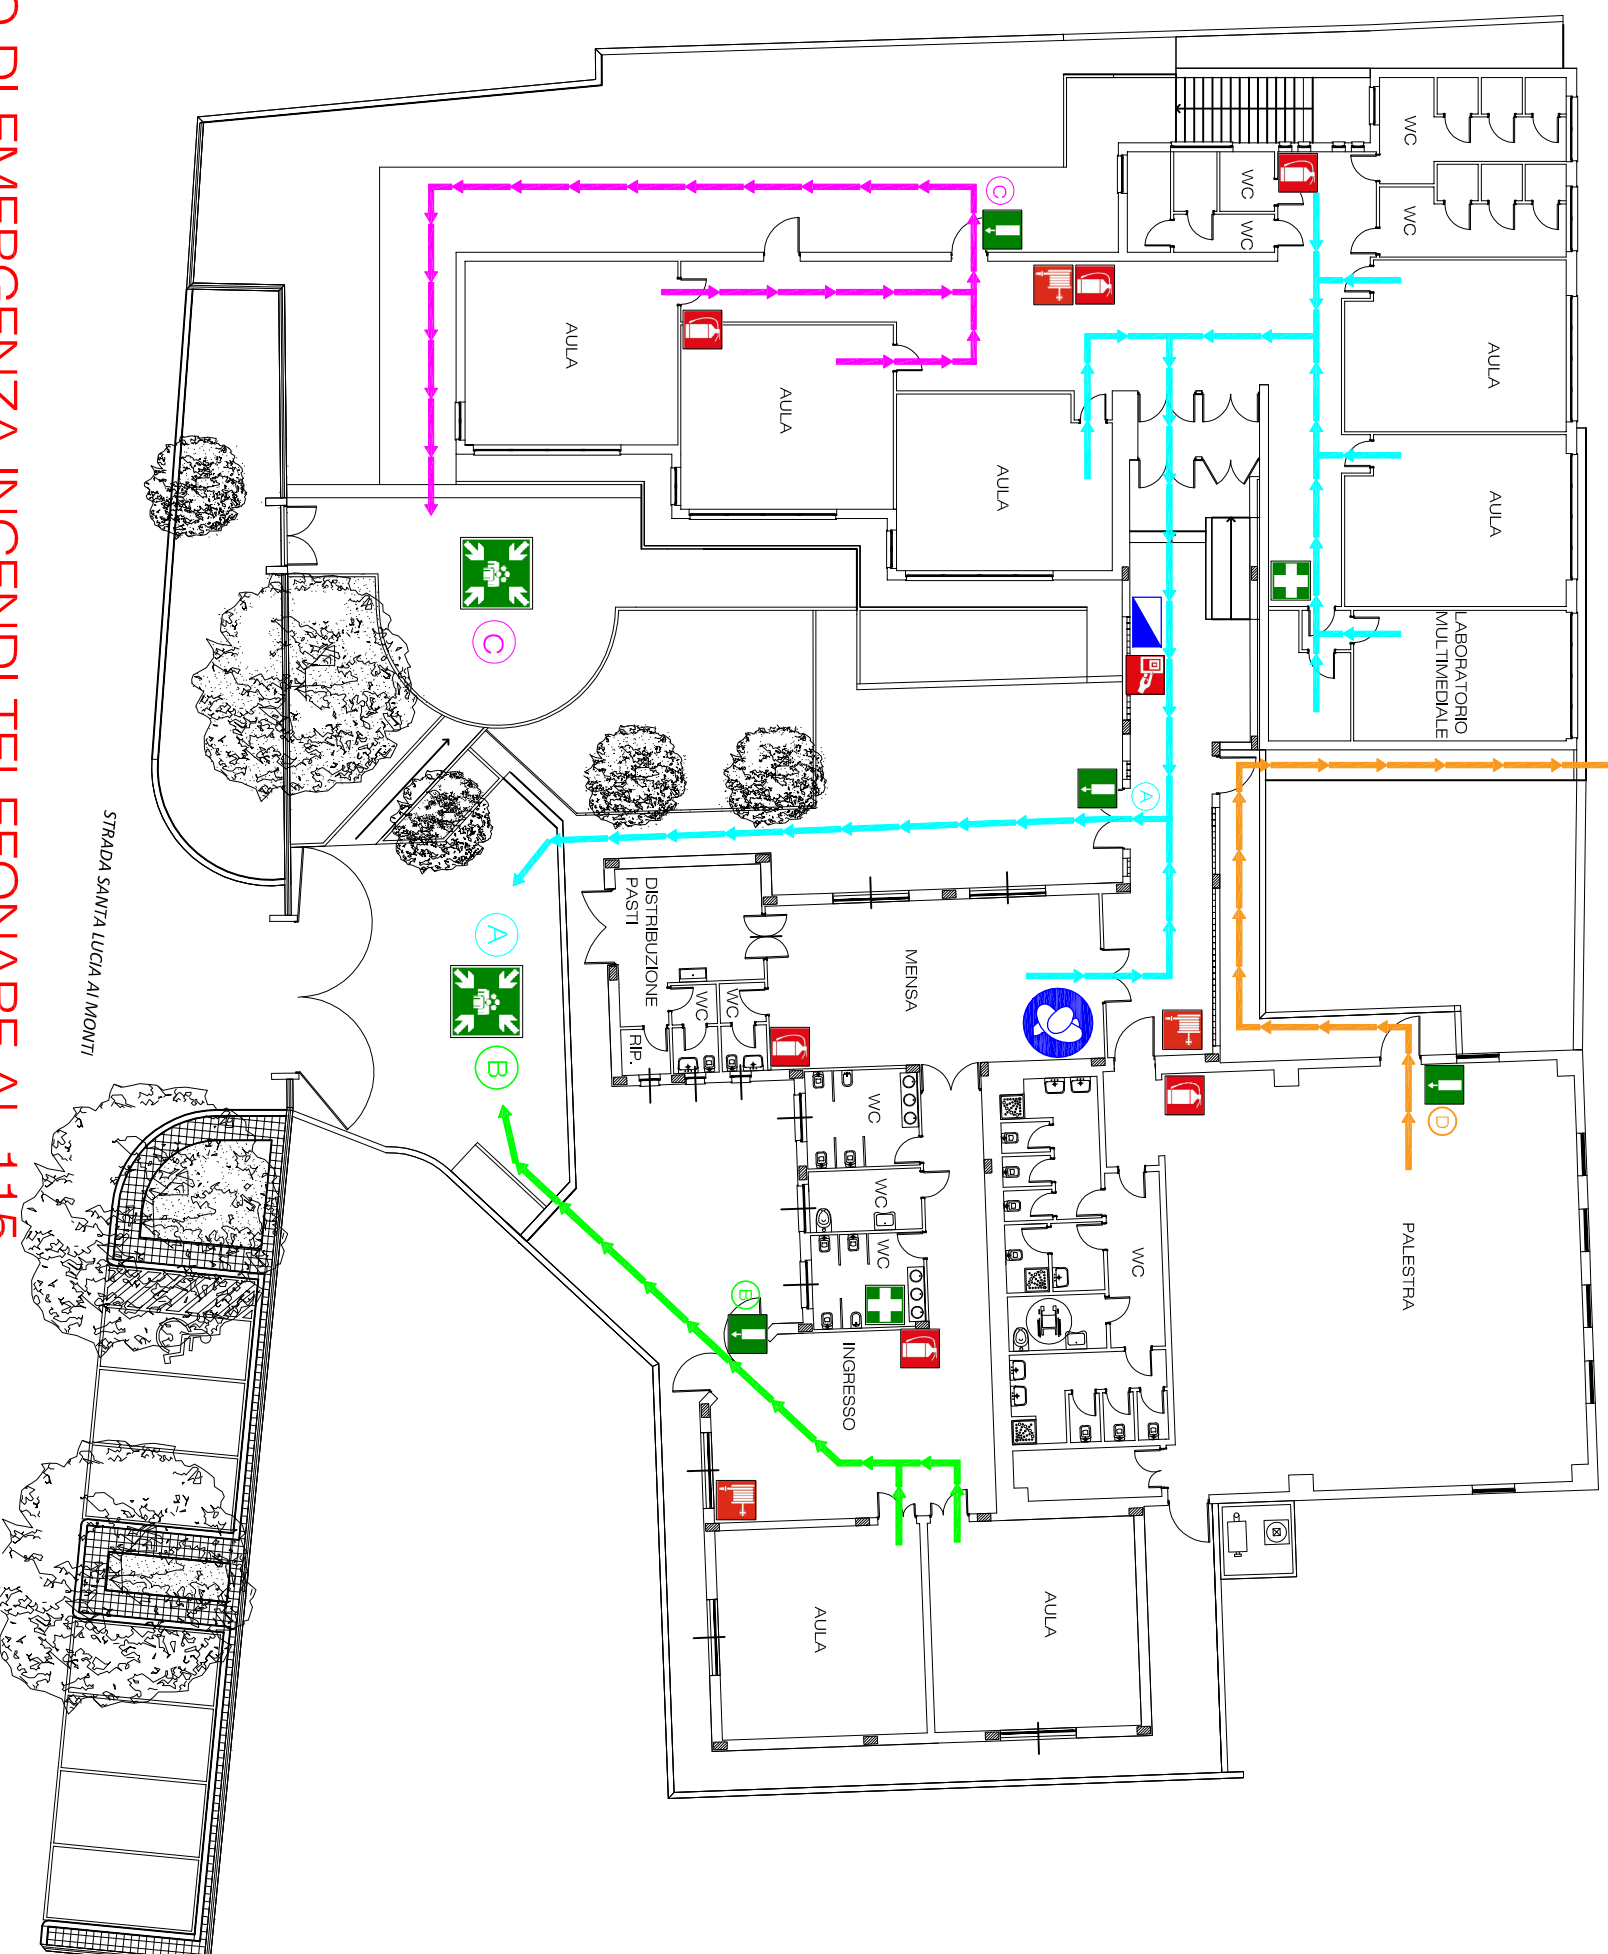 AULA
AULA
LABORATORIO
MULTIMEDIALE
D
WC
WC
PALESTRA
WC
WC
A
WC
AULA
C
AULA
MENSA
WC
WC
WC
INGRESSO
AULA
AULA
B
WC
WC
DISTRIBUZIONE
PASTI
RIP.
AULA
C
A
B
STRADA SANTA LUCIA AI MONTI
DI EMERGENZA INCENDI TELEFONARE AL 115